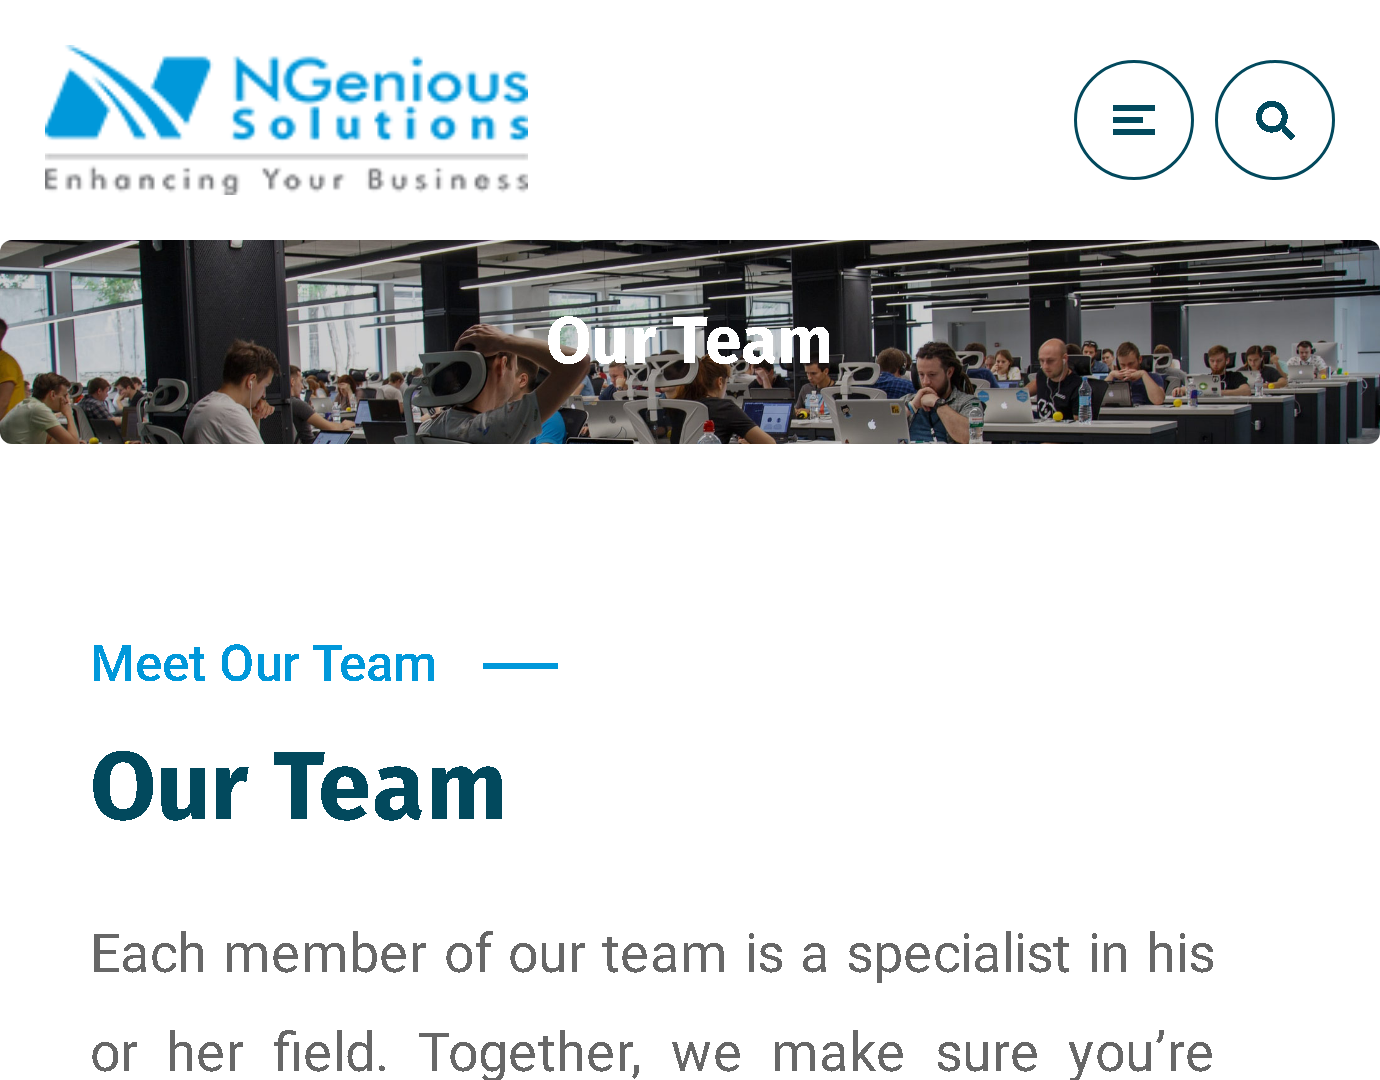 NGenious
Solutions
Enhancing Your Business
Our Team
Meet Our Team
Our Team
Each member of our team is a specialist in his
or her field. Together, we make sure you’re